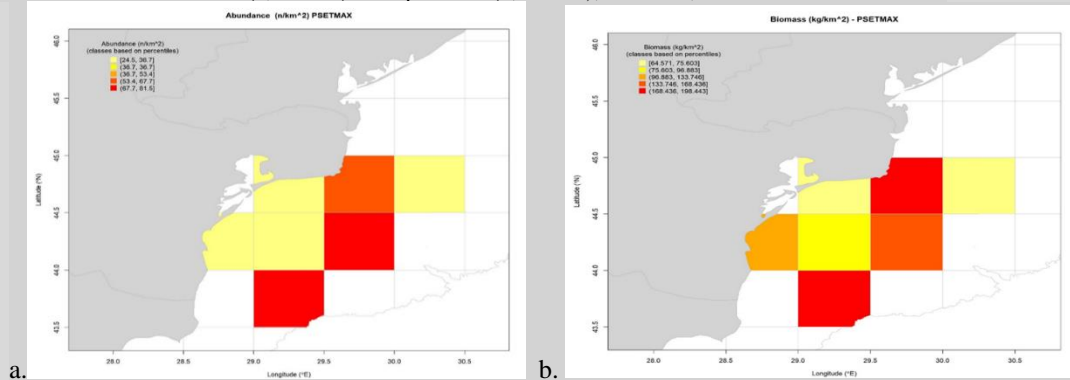 Abundance (n/km^2) PSETMAX
Abundance (n/km^2)
(classes based on percentiles)
[24.5, 36.7]
(36.7, 36.7]
(36.7, 53.4]
(53.4, 67.7]
(67.7, 81.5]
46.0
45.5
45.0
44.5
44.0
43.5
Latitude (°N)
28.0 28.5 29.0 29.5 30.0 30.5
Longitude (°E)
a.
Biomass (kg/km^2) - PSETMAX
Biomass (kg/km^2)
(classes based on percentiles)
[64.571, 75.603]
(75.603, 96.883]
(96.883, 133.746]
(133.746, 168.436]
(168.436, 198.443]
46.0
45.5
45.0
44.5
44.0
43.5
Latitude (°N)
28.0 28.5 29.0 29.5 30.0 30.5
Longitude (°E)
b.